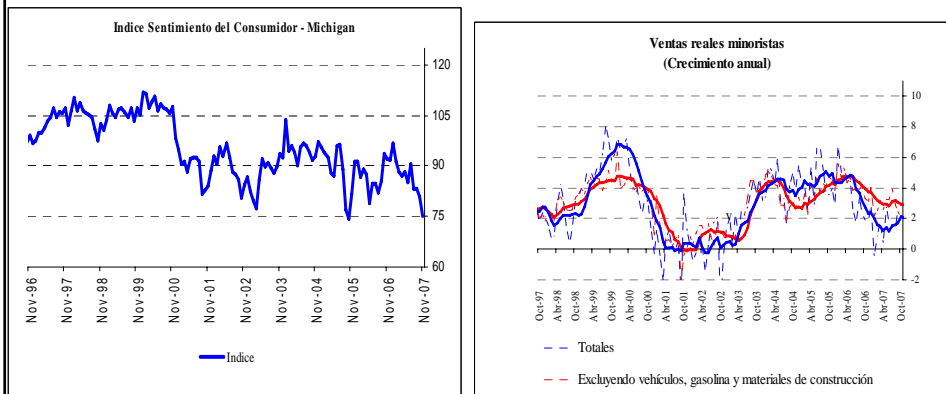 Indice Sentimiento del Consumidor - Michigan
120
105
90
75
60
Nov-96
Nov-97
Nov-98
Nov-99
Nov-00
Nov-01
Nov-02
Nov-03
Nov-04
Nov-05
Nov-06
Nov-07
Indice
Ventas reales minoristas
(Crecimiento anual)
10
8
6
4
2
0
-2
Oct-97
Abr-98
Oct-98
Abr-99
Oct-99
Abr-00
Oct-00
Abr-01
Oct-01
Abr-02
Oct-02
Abr-03
Oct-03
Abr-04
Oct-04
Abr-05
Oct-05
Abr-06
Oct-06
Abr-07
Oct-07
Totales
Excluyendo vehículos, gasolina y materiales de construcción